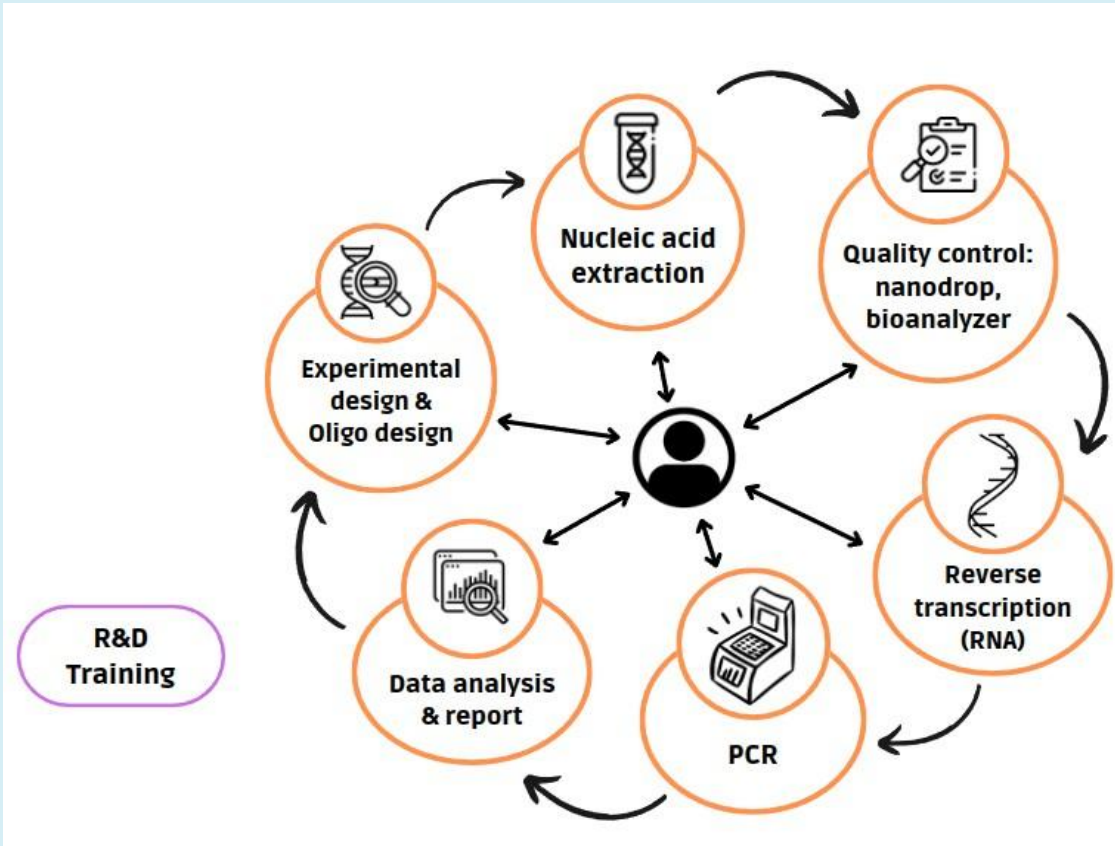 Nucleic acid
extraction
Quality control:
nanodrop,
bioanalyzer
Experimental
design &
Oligo design
Reverse
transcription
(RNA)
R&D
Training
Data analysis
& report
PCR